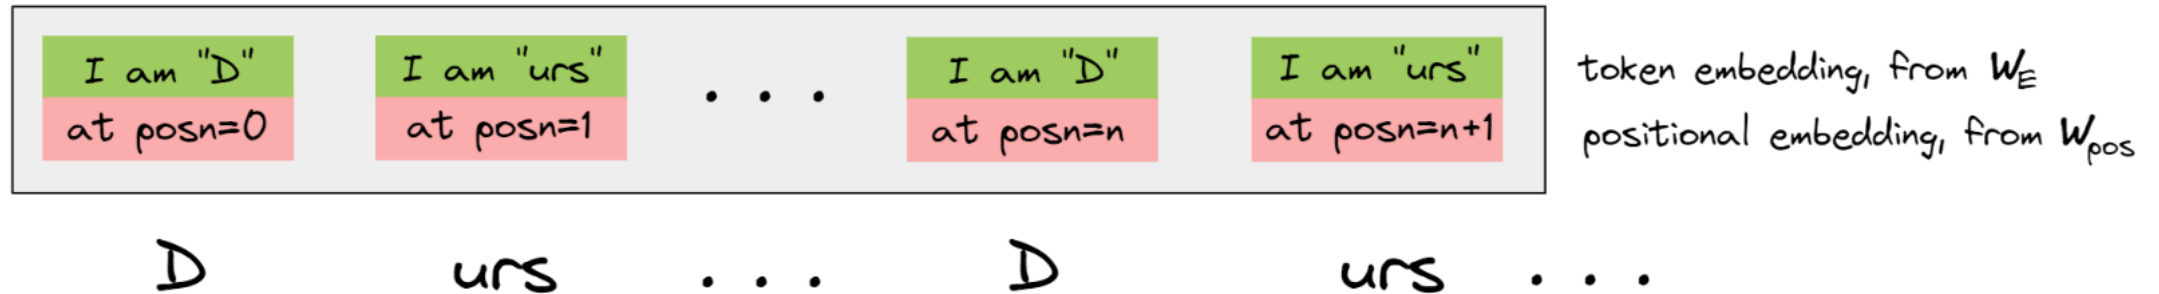 I am "D" I am "urs" . . . I am "D" I am "urs" token embedding, from W_E
at posn=0 at posn=1 at posn=n at posn=n+1 positional embedding, from W_pos
D urs . . . D urs . . .